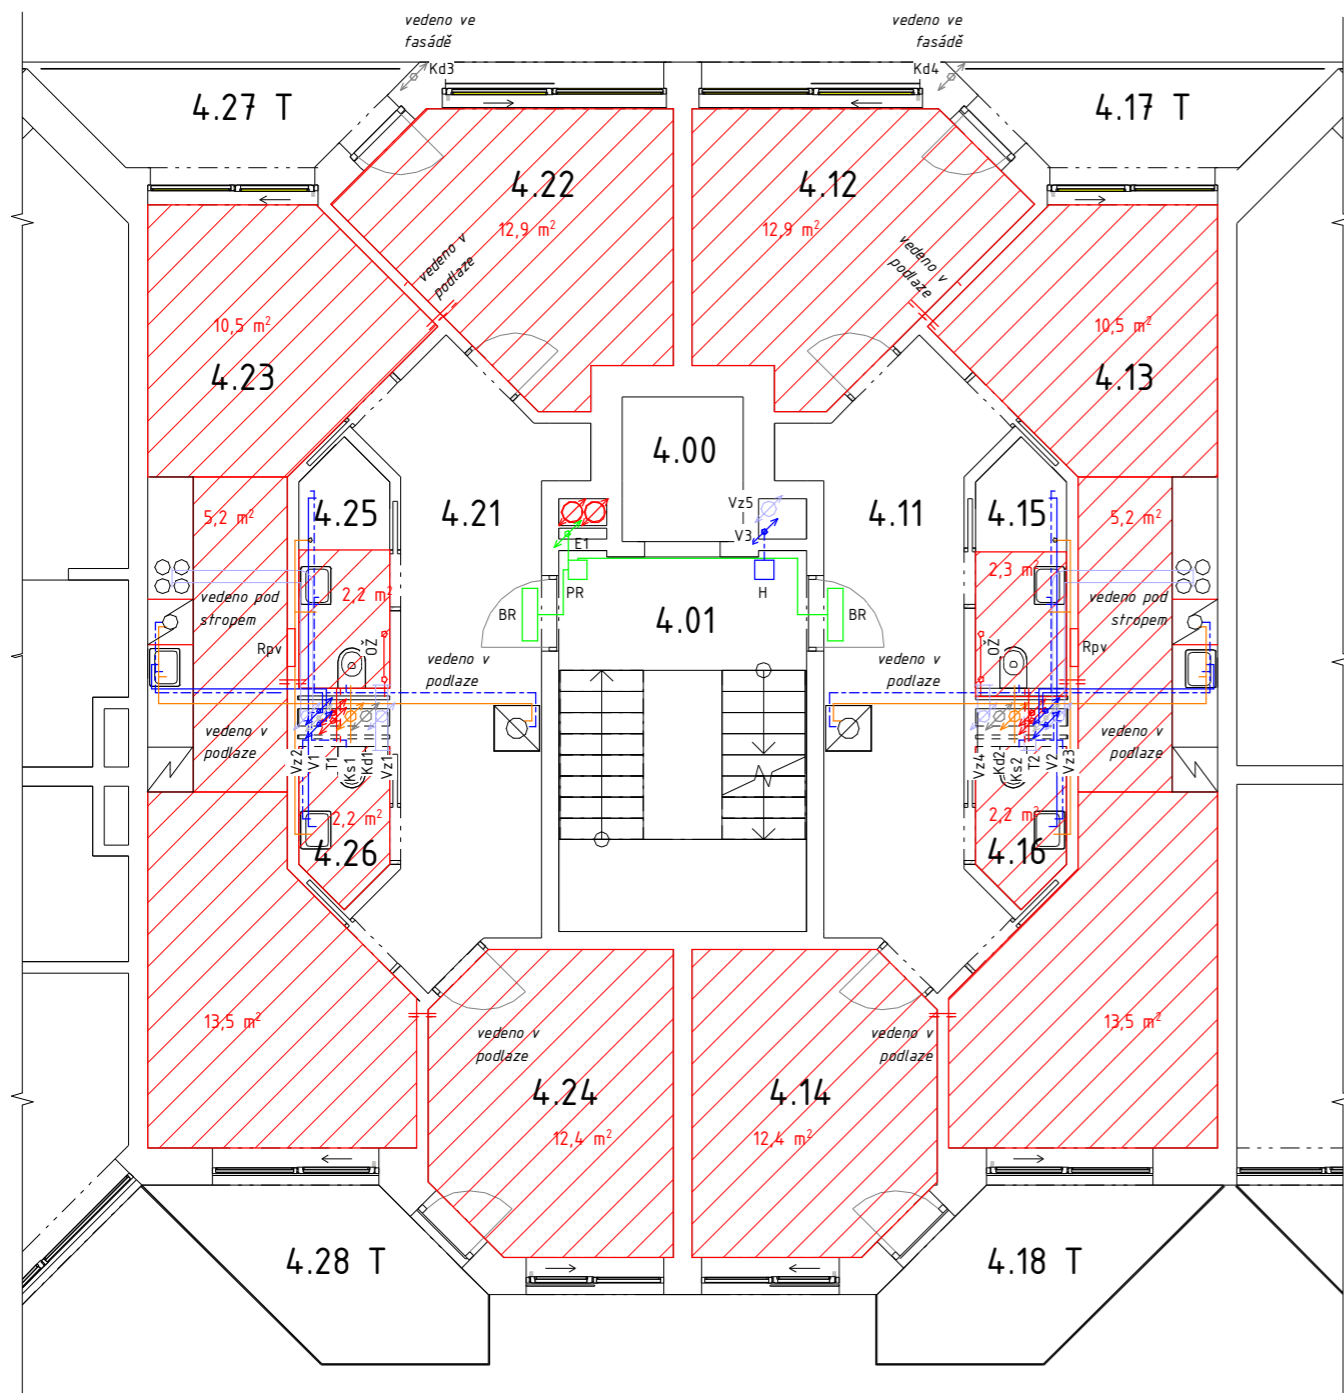 vedeno ve
fasádě
vedeno ve
fasádě
Kd3
Kd4
4.27 T
4.17 T
4.22
12,9 m²
4.12
12,9 m²
vedeno v
podlaze
vedeno v
podlaze
10,5 m²
4.23
10,5 m²
4.13
4.00
5,2 m²
4.25
4.21
E1
Vz5
V3
4.11
4.15
5,2 m²
2,2 m²
2,3 m
PR
H
BR
BR
4.01
vedeno pod
stropem
vedeno pod
stropem
Rpv
OŽ
OŽ
Rpv
vedeno v
podlaze
vedeno v
podlaze
vedeno v
podlaze
vedeno v
podlaze
Vz2
V1
T1
Ks1
Kd1
Vz1
Vz4
Kd2
Ks2
T2
V2
Vz3
2,2 m²
4.26
2,2 m²
4.16
13,5 m²
13,5 m²
vedeno v
podlaze
vedeno v
podlaze
4.24
12,4 m²
4.14
12,4 m²
4.28 T
4.18 T